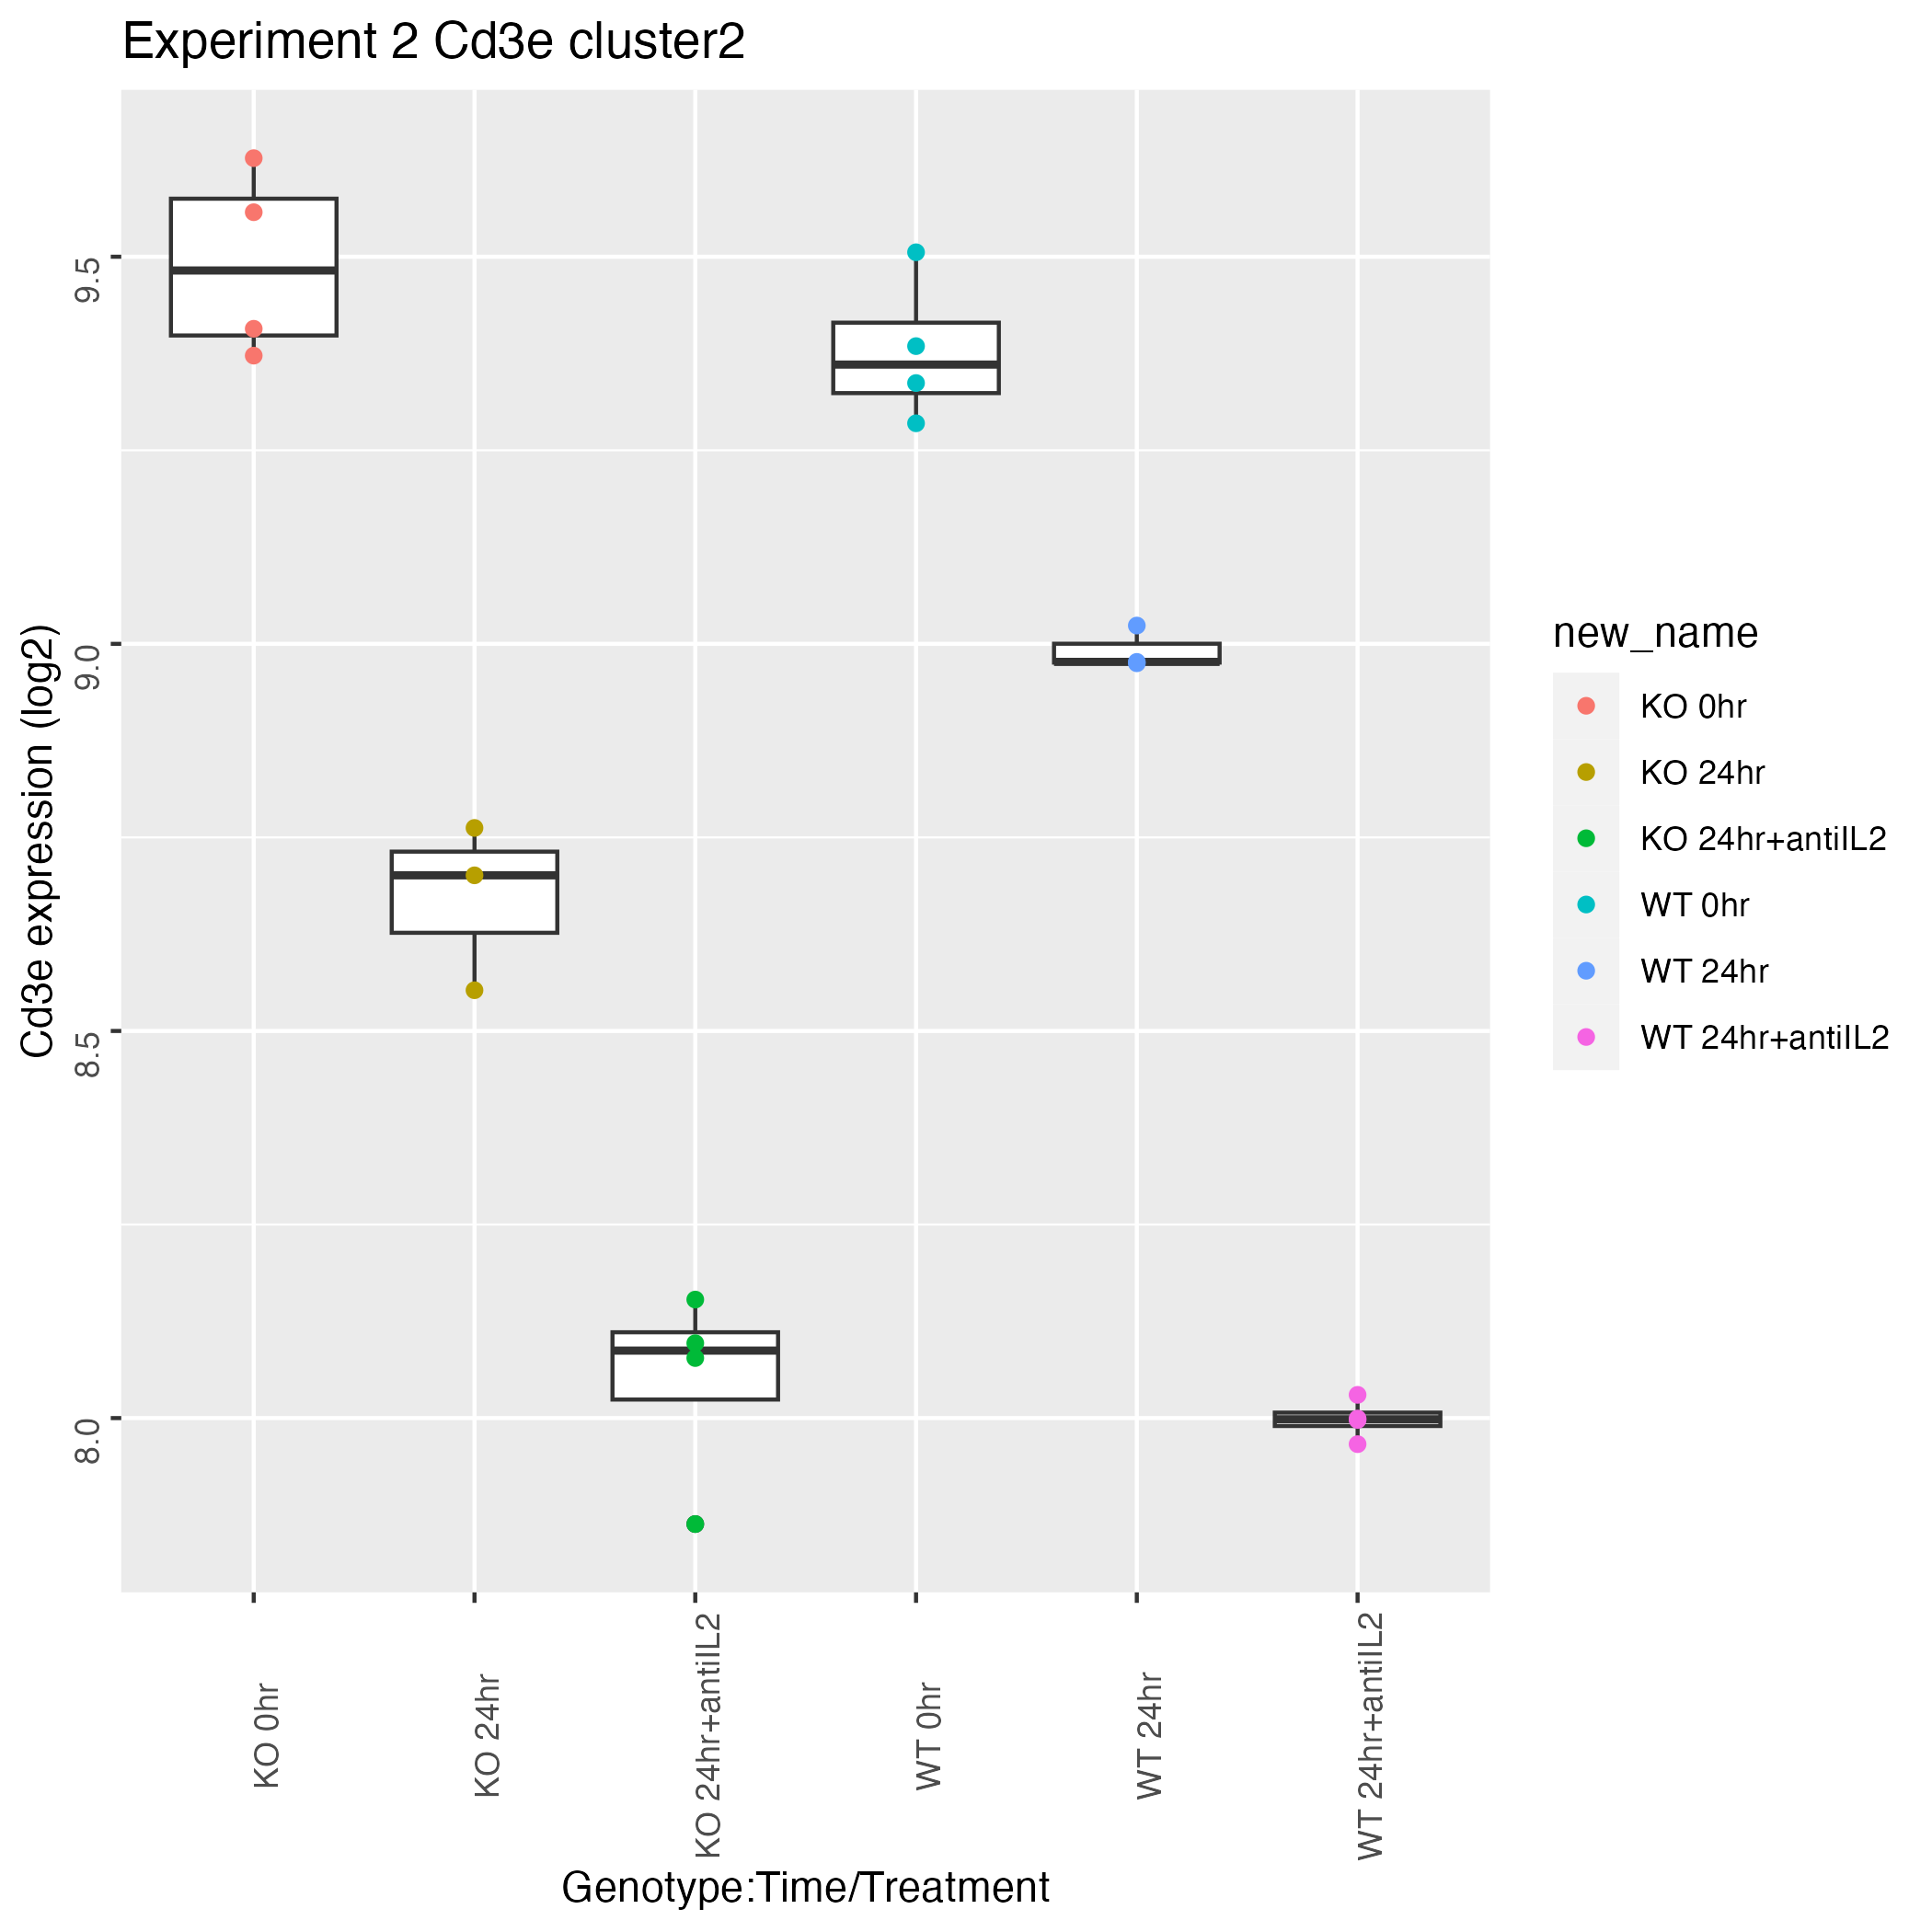 Experiment 2 Cd3e cluster2
Cd3e expression (log2)
9.5
9.0
8.5
8.0
KO 0hr
KO 24hr
KO 24hr+antiIL2
WT 0hr
WT 24hr
WT 24hr+antiIL2
Genotype:Time/Treatment
new_name
KO 0hr
KO 24hr
KO 24hr+antiIL2
WT 0hr
WT 24hr
WT 24hr+antiIL2